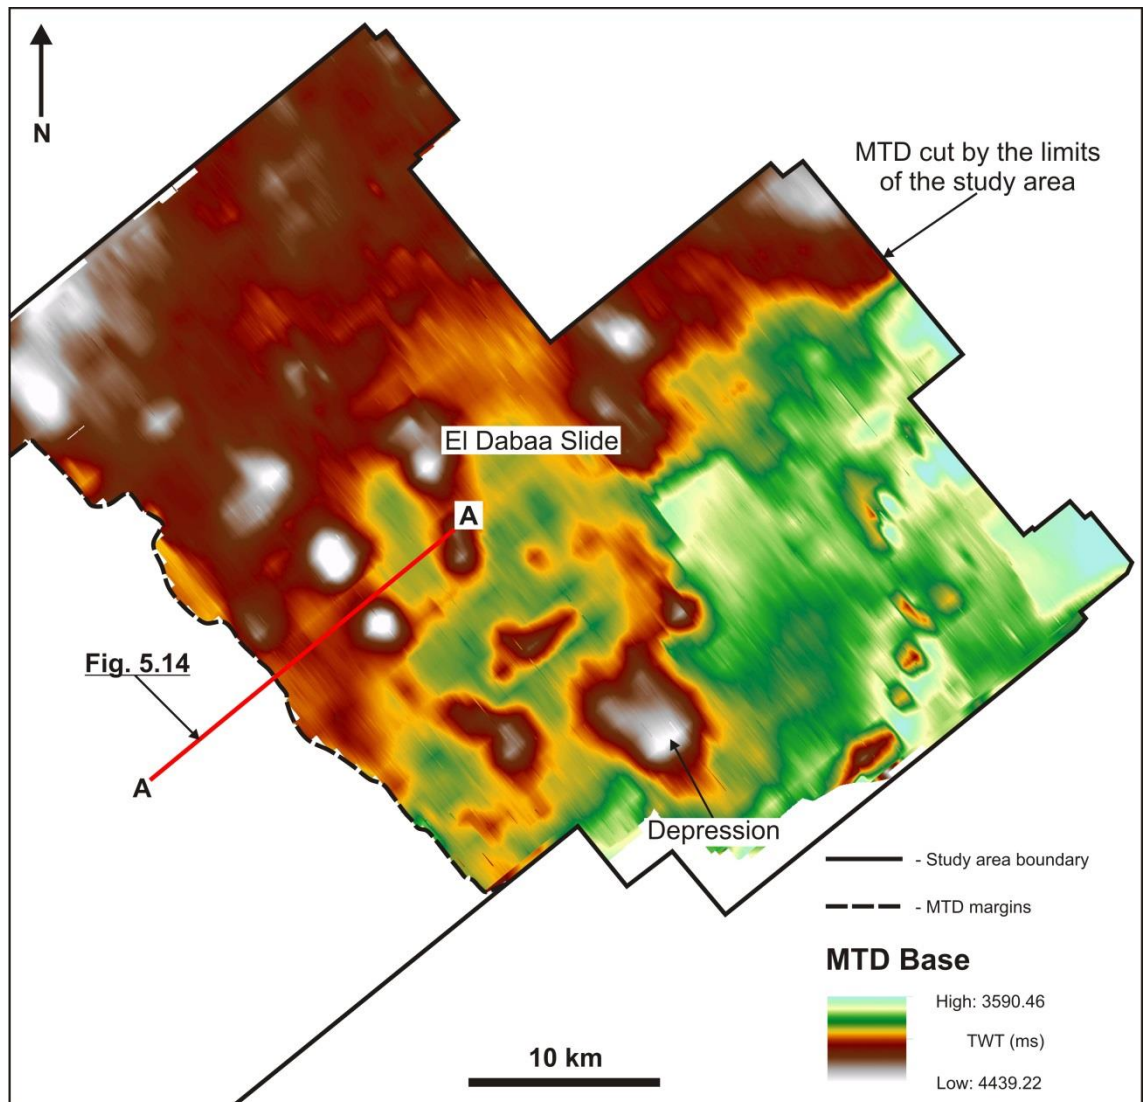 N
MTD cut by the limits
of the study area
El Dabaa Slide
A
Fig. 5.14
A
Depression
- Study area boundary
- MTD margins
MTD Base
High: 3590.46
TWT (ms)
Low: 4439.22
10 km